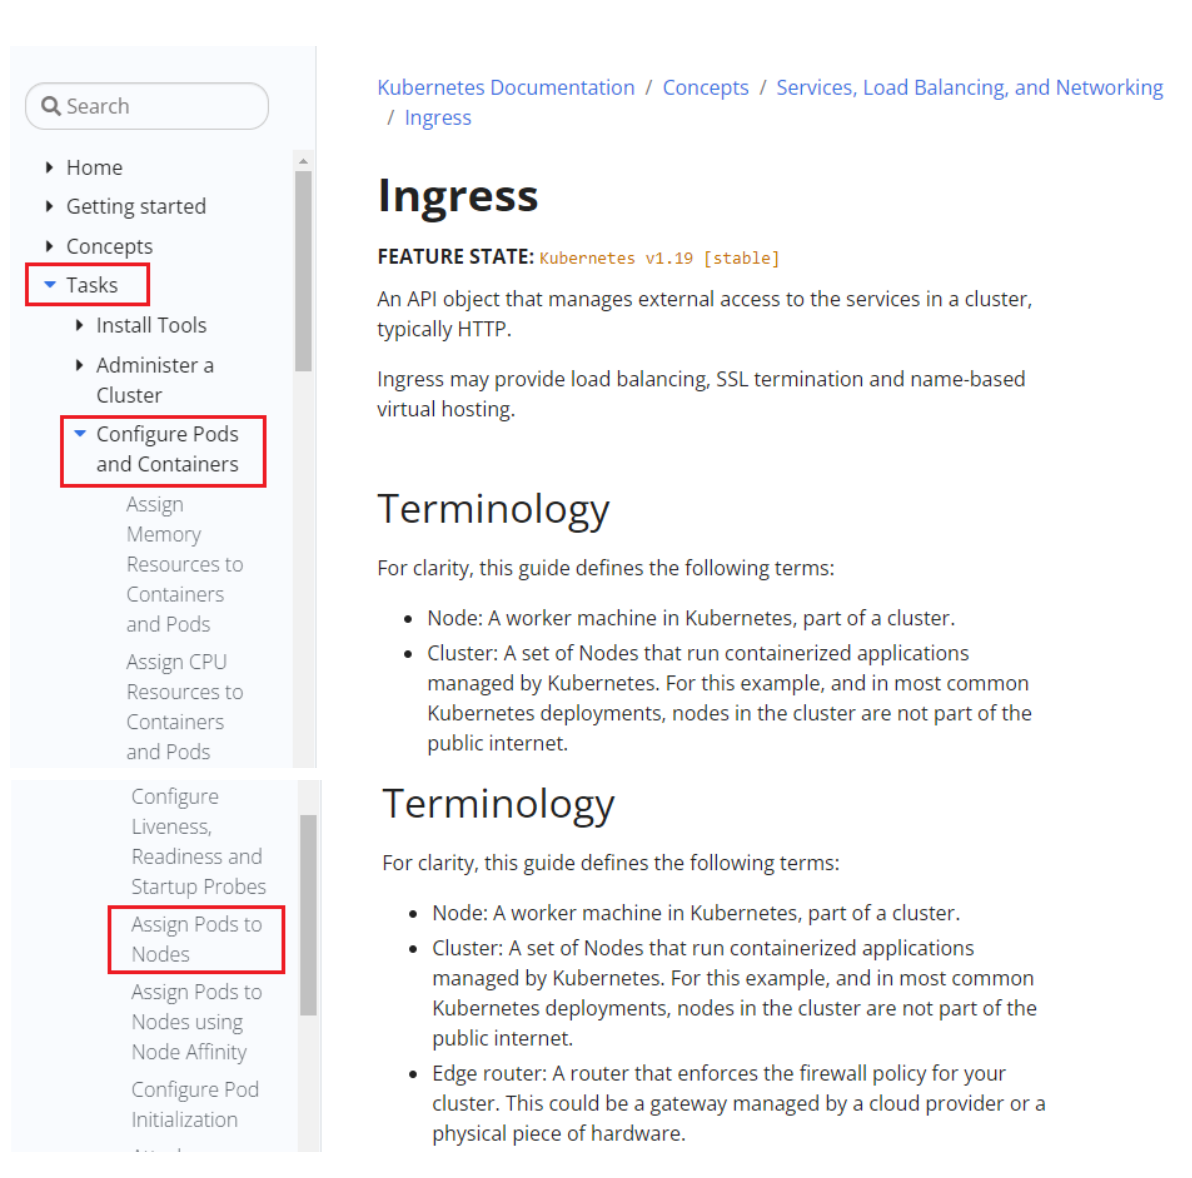 Search
Home
Getting started
Concepts
Tasks
Install Tools
Administer a
Cluster
Configure Pods
and Containers
Assign
Memory
Resources to
Containers
and Pods
Assign CPU
Resources to
Containers
and Pods
Kubernetes Documentation / Concepts / Services, Load Balancing, and Networking
/ Ingress
Ingress
FEATURE STATE: Kubernetes v1.19 [stable]
An API object that manages external access to the services in a cluster,
typically HTTP.
Ingress may provide load balancing, SSL termination and name-based
virtual hosting.
Terminology
For clarity, this guide defines the following terms:
• Node: A worker machine in Kubernetes, part of a cluster.
• Cluster: A set of Nodes that run containerized applications
managed by Kubernetes. For this example, and in most common
Kubernetes deployments, nodes in the cluster are not part of the
public internet.
Configure
Liveness,
Readiness and
Startup Probes
Assign Pods to
Nodes
Assign Pods to
Nodes using
Node Affinity
Configure Pod
Initialization
Terminology
For clarity, this guide defines the following terms:
• Node: A worker machine in Kubernetes, part of a cluster.
• Cluster: A set of Nodes that run containerized applications
managed by Kubernetes. For this example, and in most common
Kubernetes deployments, nodes in the cluster are not part of the
public internet.
• Edge router: A router that enforces the firewall policy for your
cluster. This could be a gateway managed by a cloud provider or a
physical piece of hardware.